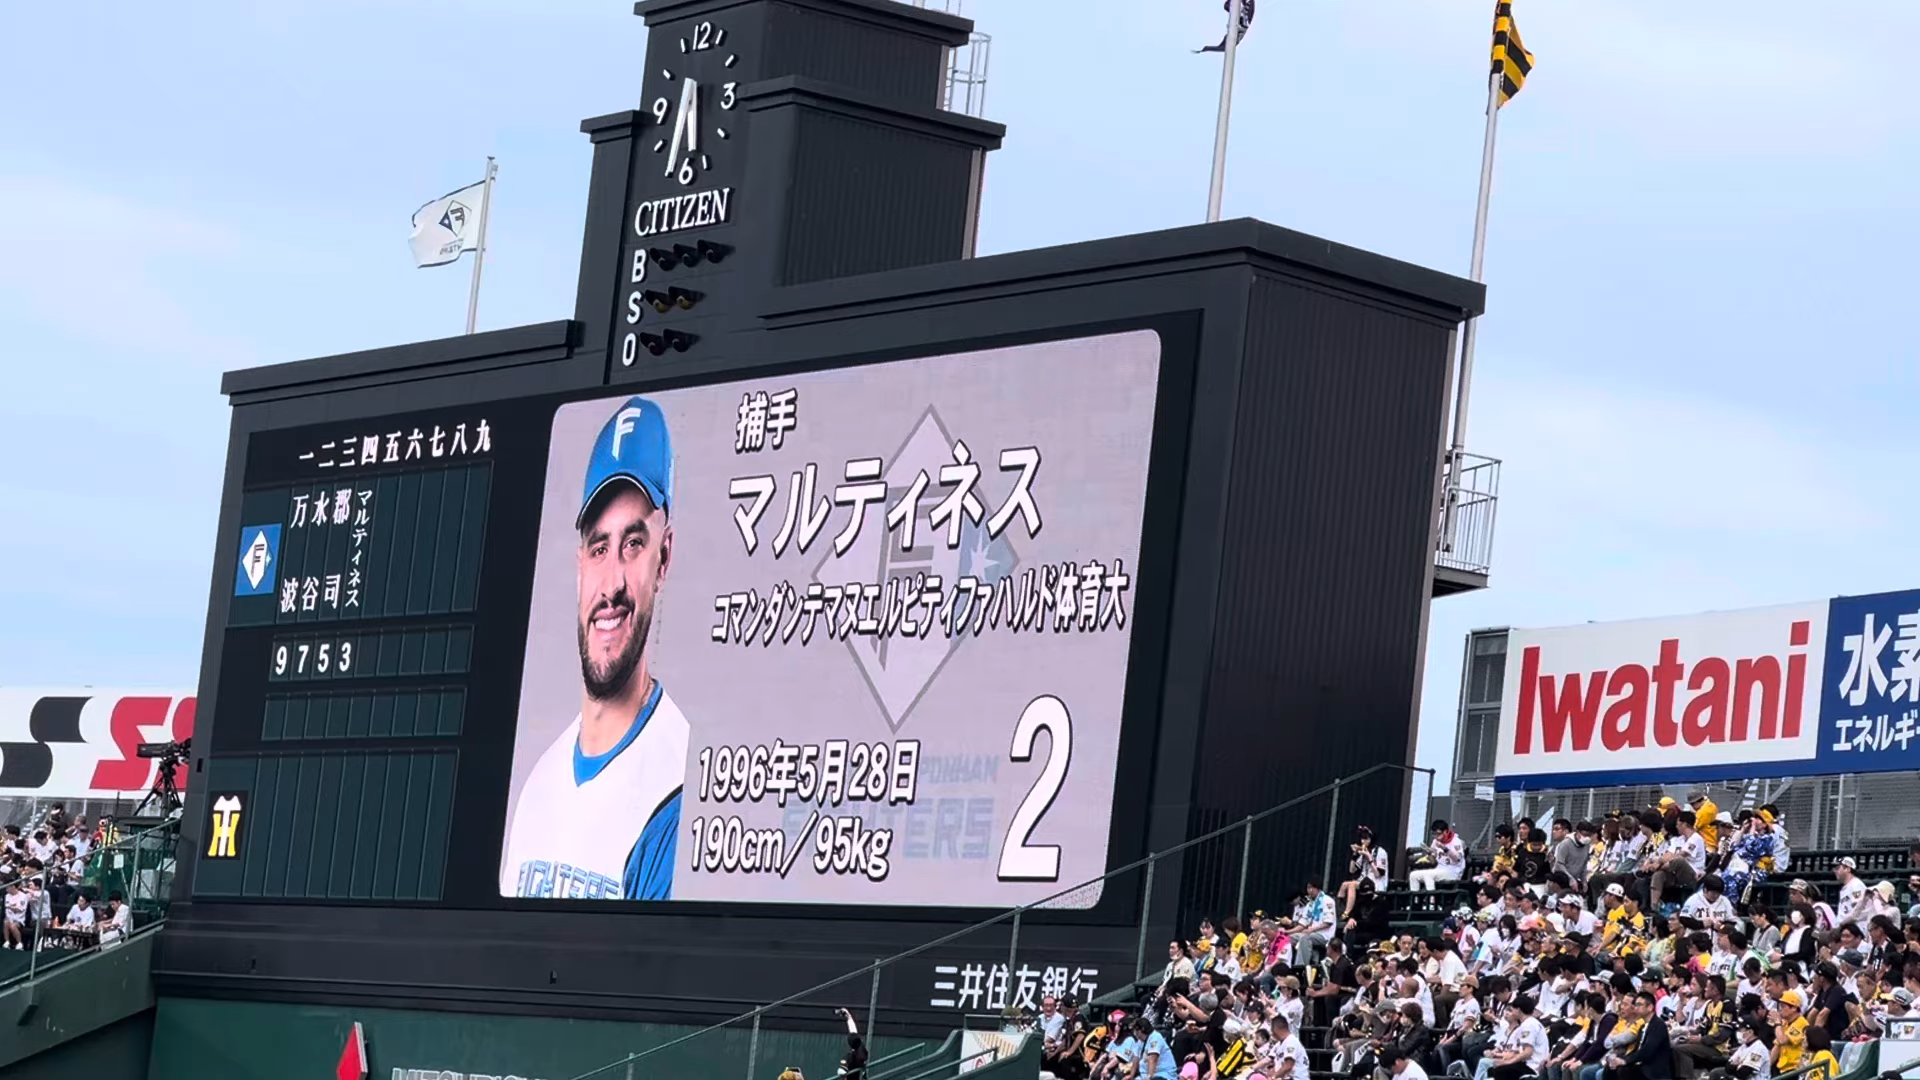 12
3
6
9
CITIZEN
B
S
O
一二三四五六七八九
万波
水谷
郡司
マルティネス
9753
F
捕手
マルティネス
コマンダンテマヌエルピティファハルド体育大
1996年5月28日
190cm/95kg
2
FIGHTERS
三井住友銀行
Iwatani
水素
エネルギー